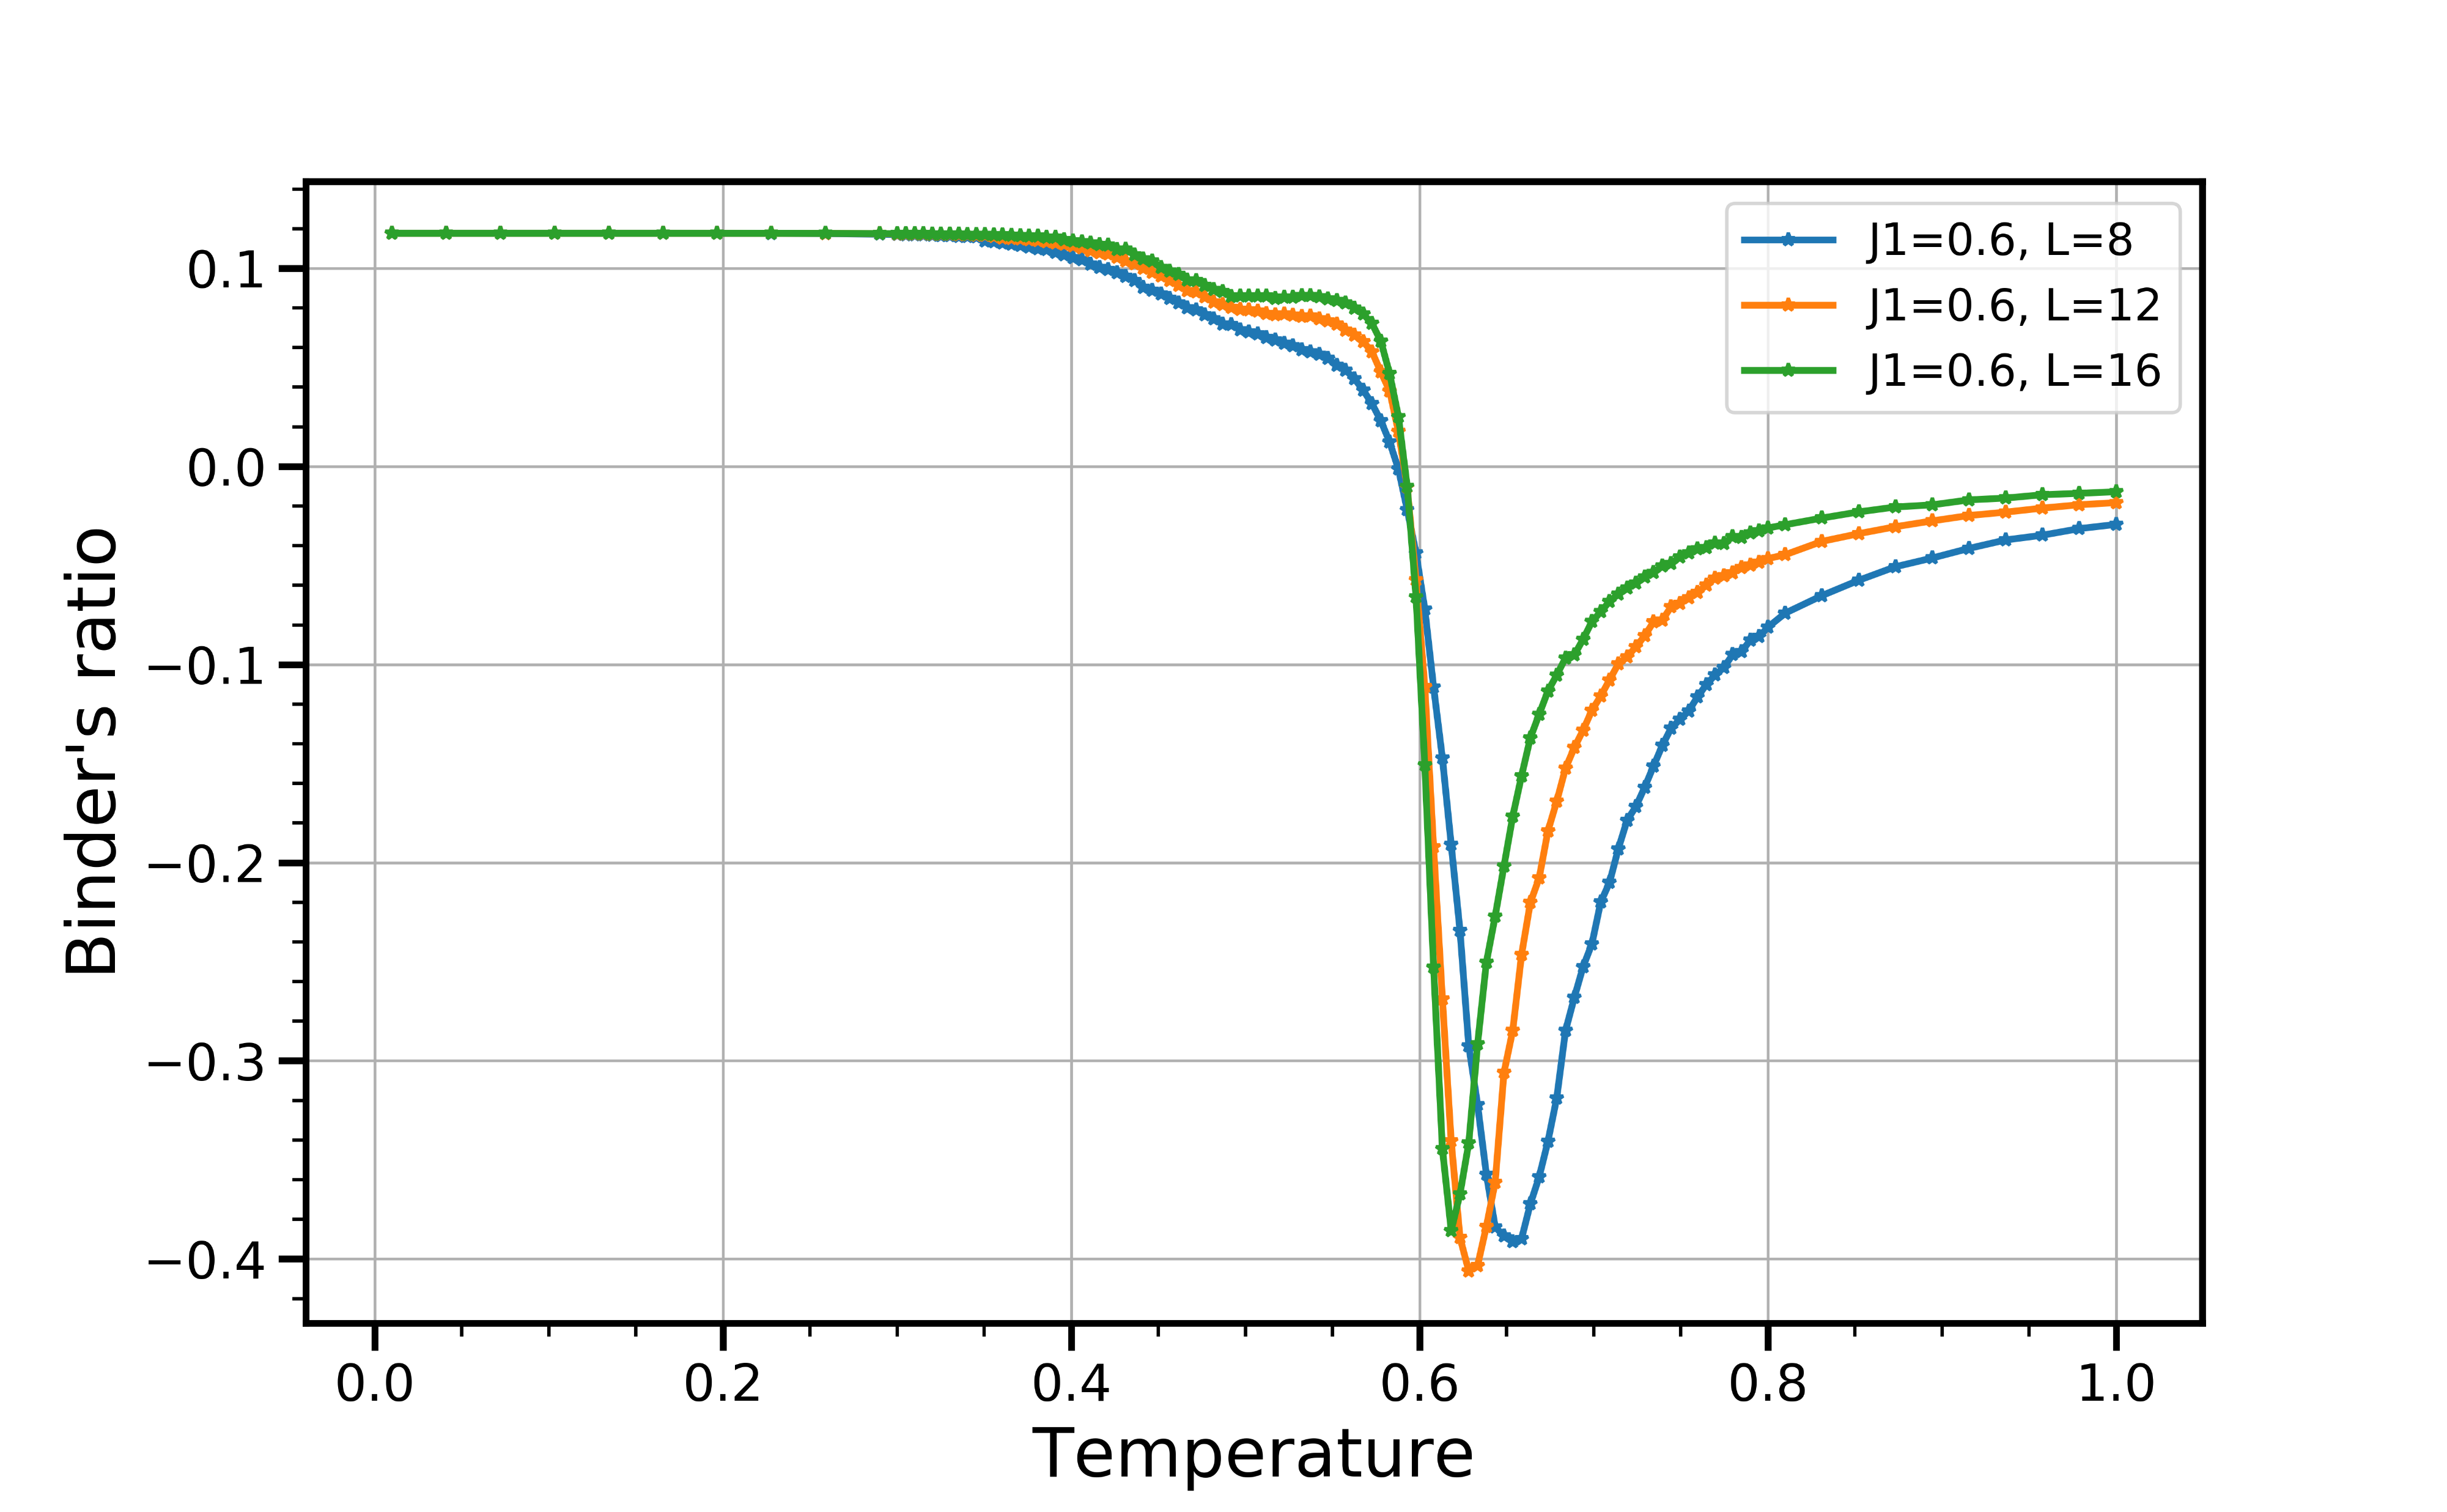 J1=0.6, L=8
J1=0.6, L=12
J1=0.6, L=16
0.1
0.0
−0.1
−0.2
−0.3
−0.4
Binder's ratio
0.0 0.2 0.4 0.6 0.8 1.0
Temperature